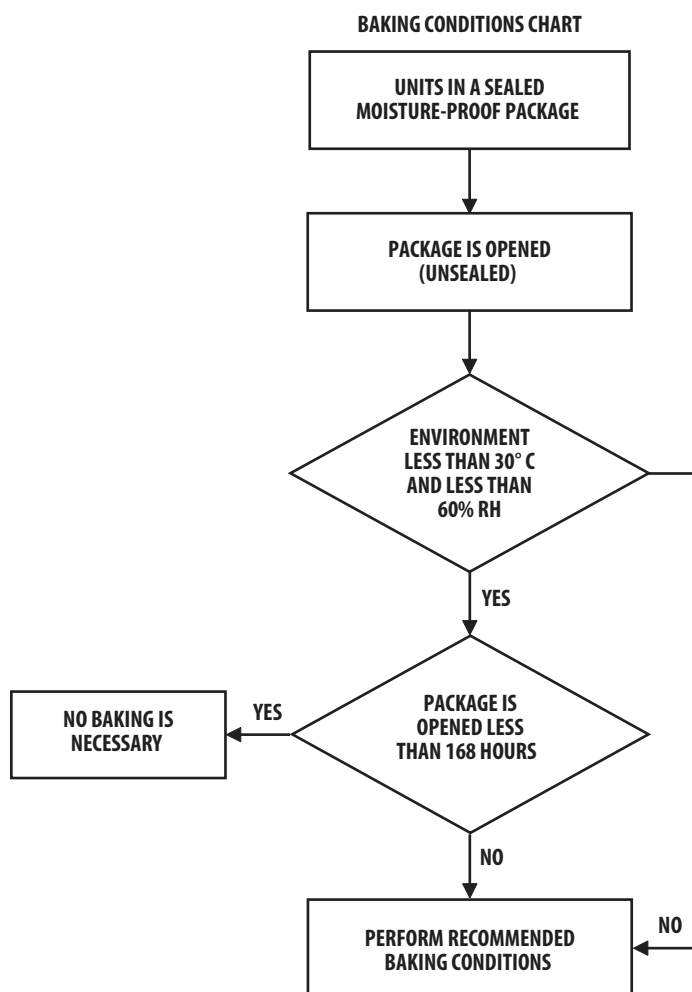 BAKING CONDITIONS CHART
UNITS IN A SEALED
MOISTURE-PROOF PACKAGE
PACKAGE IS OPENED
(UNSEALED)
ENVIRONMENT
LESS THAN 30° C
AND LESS THAN
60% RH
YES
PACKAGE IS
OPENED LESS
THAN 168 HOURS
YES
NO BAKING IS
NECESSARY
NO
PERFORM RECOMMENDED
BAKING CONDITIONS
NO